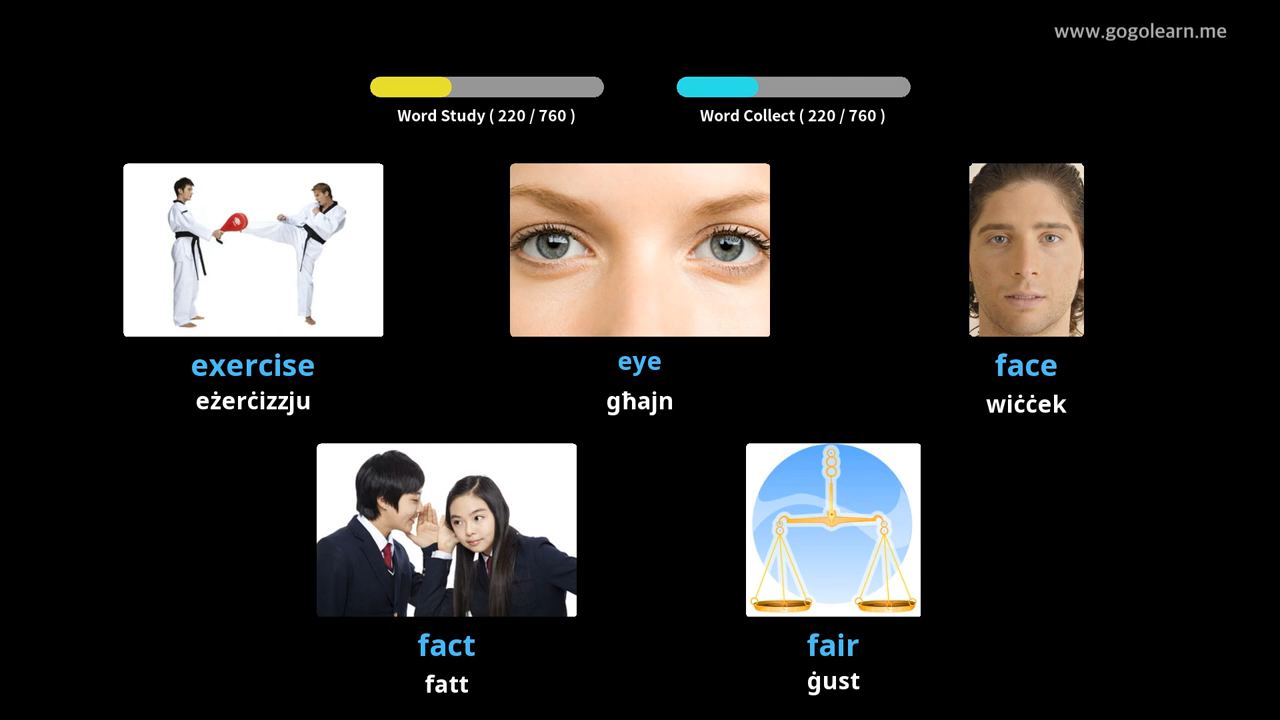 www.gogolearn.me
Word Study ( 220 / 760 )
Word Collect ( 220 / 760 )
exercise
eżerċizzju
eye
għajn
face
wiċċek
fact
fatt
fair
ġust